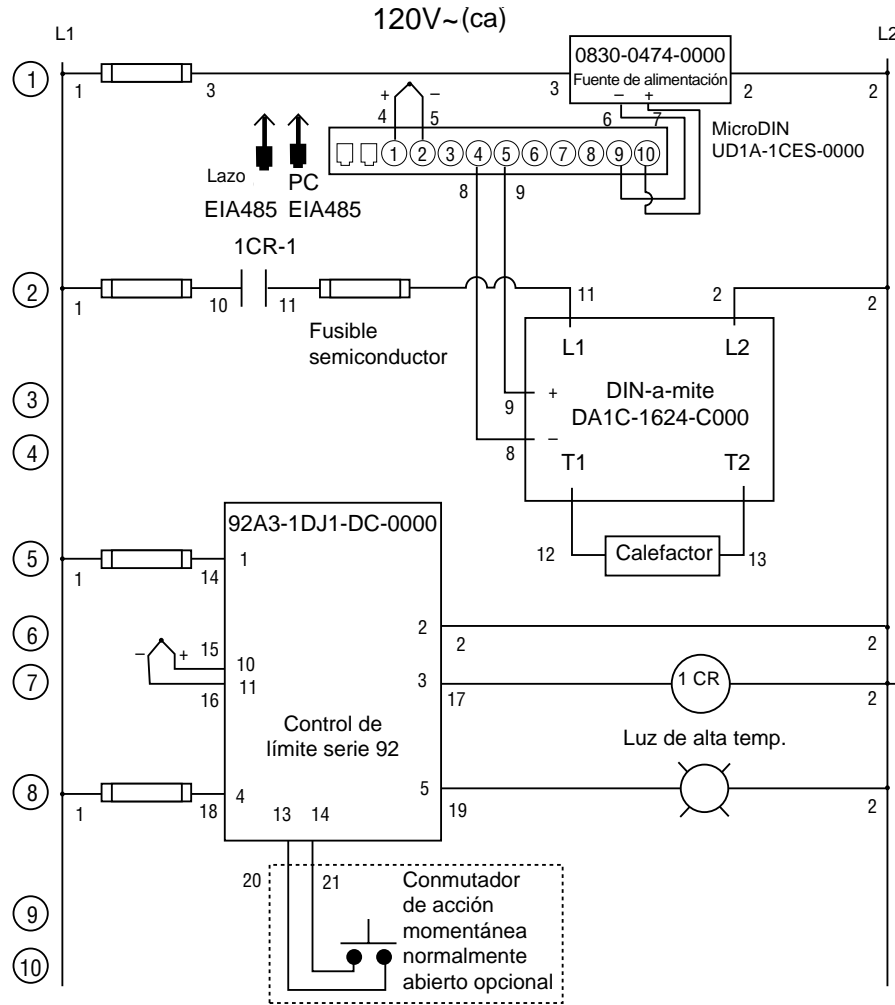 120V~(ca)
L1
L2
1
1
3
3
0830-0474-0000
Fuente de alimentación
− +
2
2
+ −
4
5
6
7
MicroDIN
UD1A-1CES-0000
1 2 3 4 5 6 7 8 9 10
8
9
Lazo
EIA485
PC
EIA485
1CR-1
2
1
10
11
Fusible
semiconductor
11
2
2
L1
L2
3
9
+
DIN-a-mite
DA1C-1624-C000
4
8
−
T1
T2
12
Calefactor
13
92A3-1DJ1-DC-0000
5
1
14
1
6
2
2
2
− +
15
10
7
16
11
3
17
1 CR
2
Control de
límite serie 92
Luz de alta temp.
8
1
18
4
5
19
2
13
14
20
21
Conmutador
de acción
momentánea
normalmente
abierto opcional
9
10